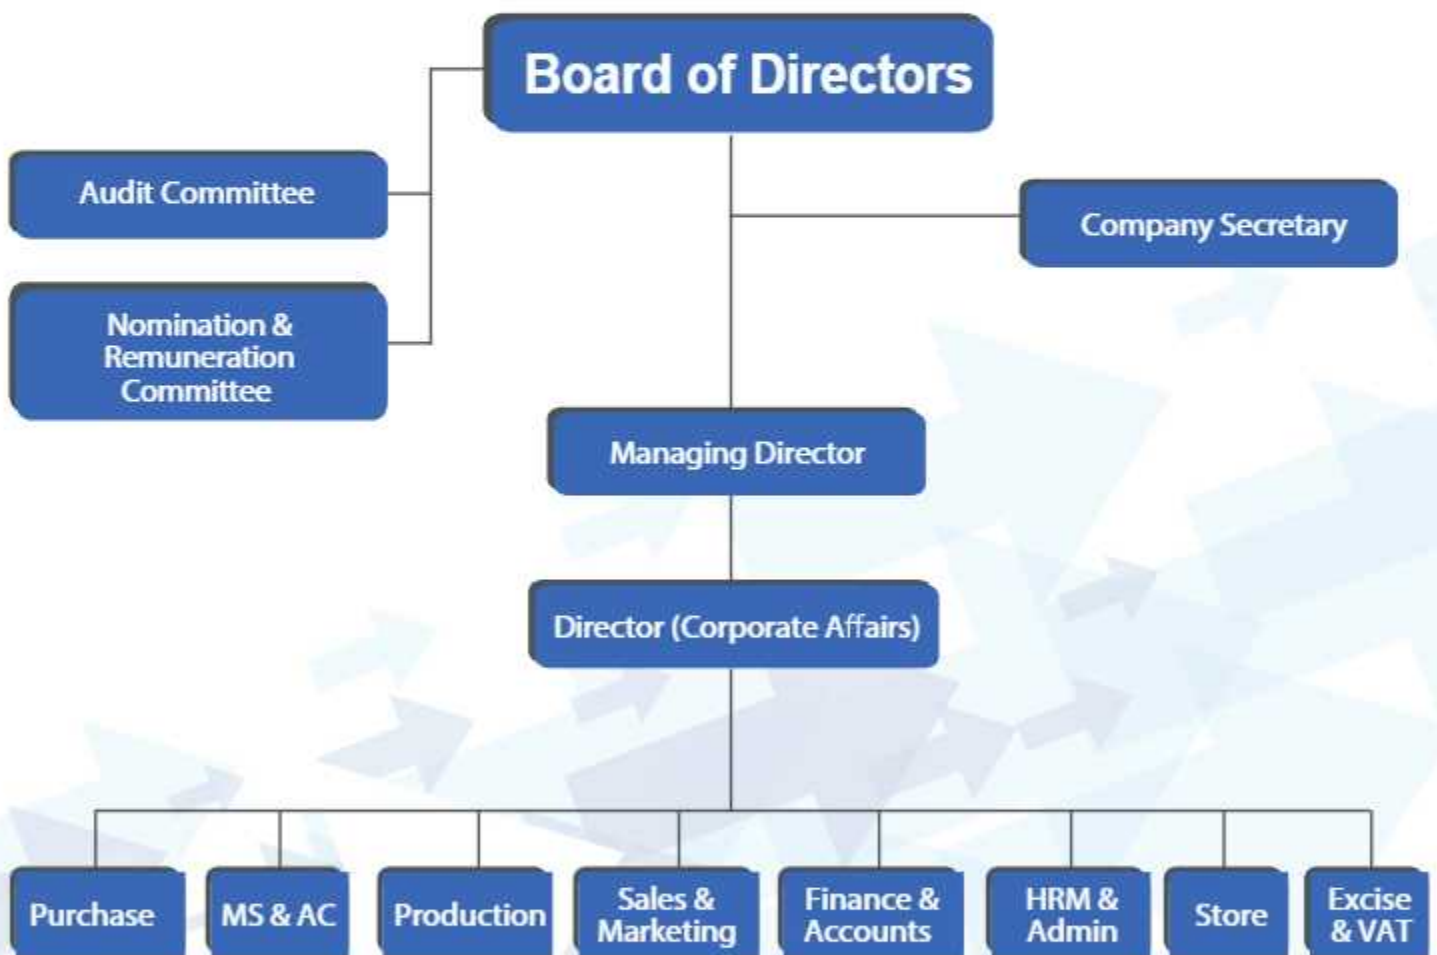 Board of Directors
Audit Committee
Company Secretary
Nomination &
Remuneration
Committee
Managing Director
Director (Corporate Affairs)
Purchase
MS & AC
Production
Sales &
Marketing
Finance &
Accounts
HRM &
Admin
Store
Excise
& VAT